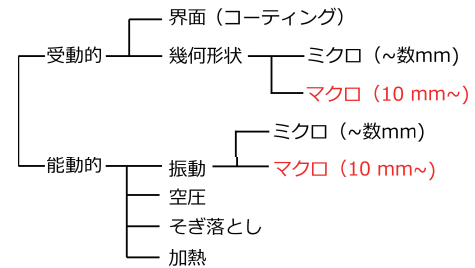 界面（コーティング）
受動的
幾何形状
ミクロ（~数mm)
マクロ（10 mm~)
ミクロ（~数mm)
能動的
振動
マクロ（10 mm~)
空圧
そぎ落とし
加熱